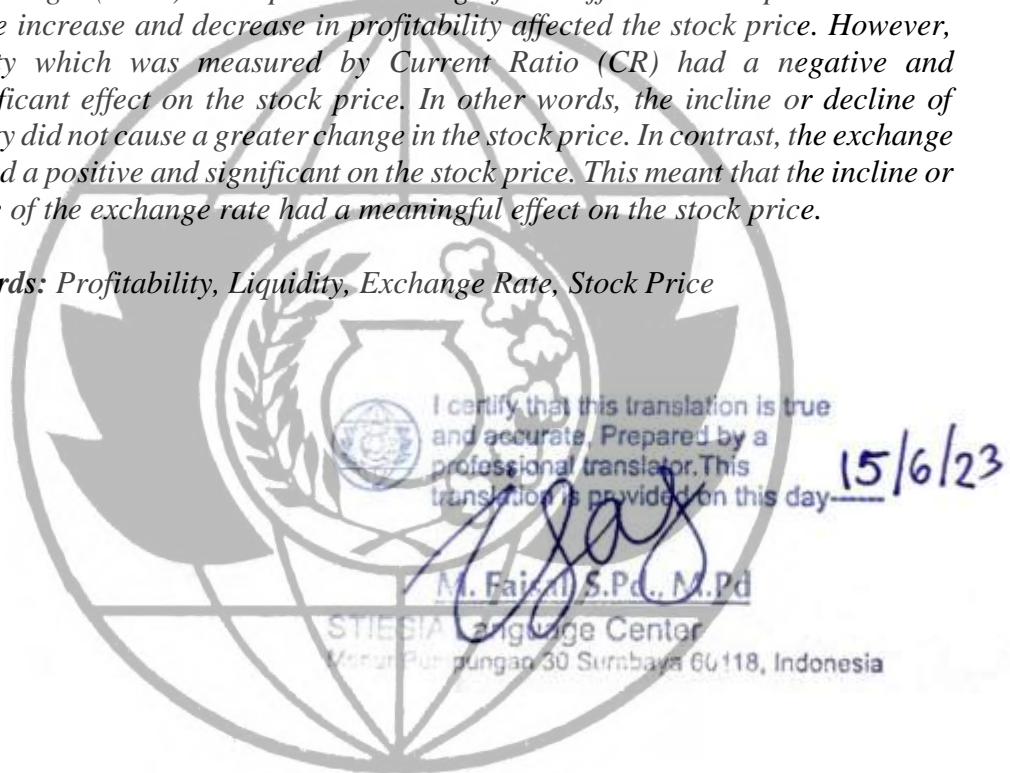 e increase and decrease in profitability affected the stock price. However,
ty which was measured by Current Ratio (CR) had a negative and
ficant effect on the stock price. In other words, the incline or decline of
y did not cause a greater change in the stock price. In contrast, the exchange
d a positive and significant on the stock price. This meant that the incline or
e of the exchange rate had a meaningful effect on the stock price.
rds: Profitability, Liquidity, Exchange Rate, Stock Price
I certify that this translation is true
and accurate, Prepared by a
professional translator. This
translation is provided on this day 15/6/23
M. Faisal, S.Pd., M.Pd
STIESIA Language Center
Menur Pumpungan 30 Surabaya 60118, Indonesia